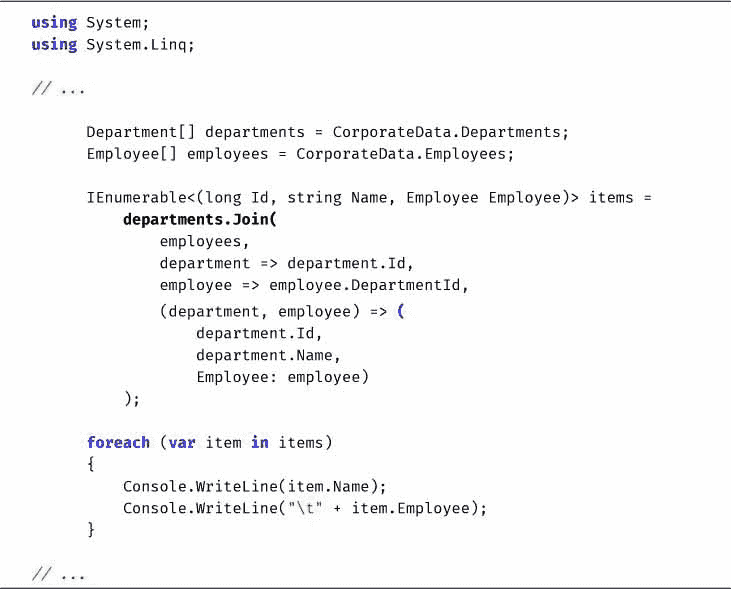 using System;
using System.Linq;
// ...
Department[] departments = CorporateData.Departments;
Employee[] employees = CorporateData.Employees;
IEnumerable<(long Id, string Name, Employee Employee)> items =
departments.Join(
employees,
department => department.Id,
employee => employee.DepartmentId,
(department, employee) => (
department.Id,
department.Name,
Employee: employee)
);
foreach (var item in items)
{
Console.WriteLine(item.Name);
Console.WriteLine("\t" + item.Employee);
}
// ...